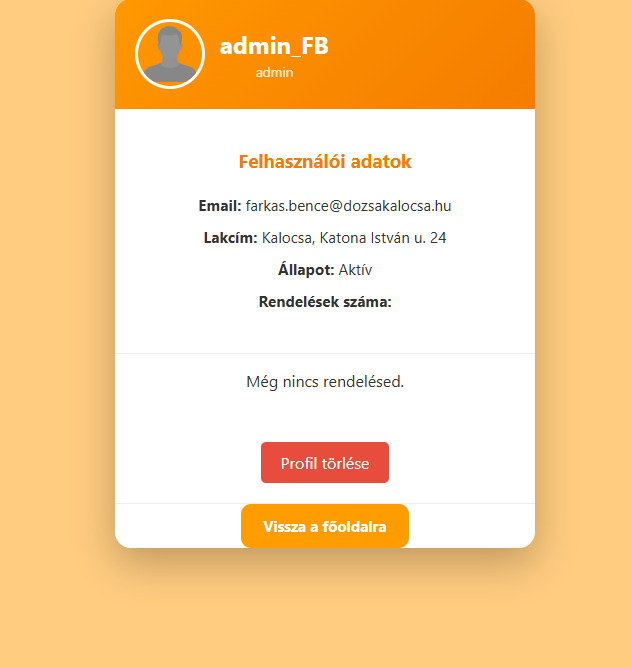 admin_FB
admin
Felhasználói adatok
Email: farkas.bence@dozsakalocsa.hu
Lakcím: Kalocsa, Katona István u. 24
Állapot: Aktív
Rendelések száma:
Még nincs rendelésed.
Profil törlése
Vissza a főoldalra